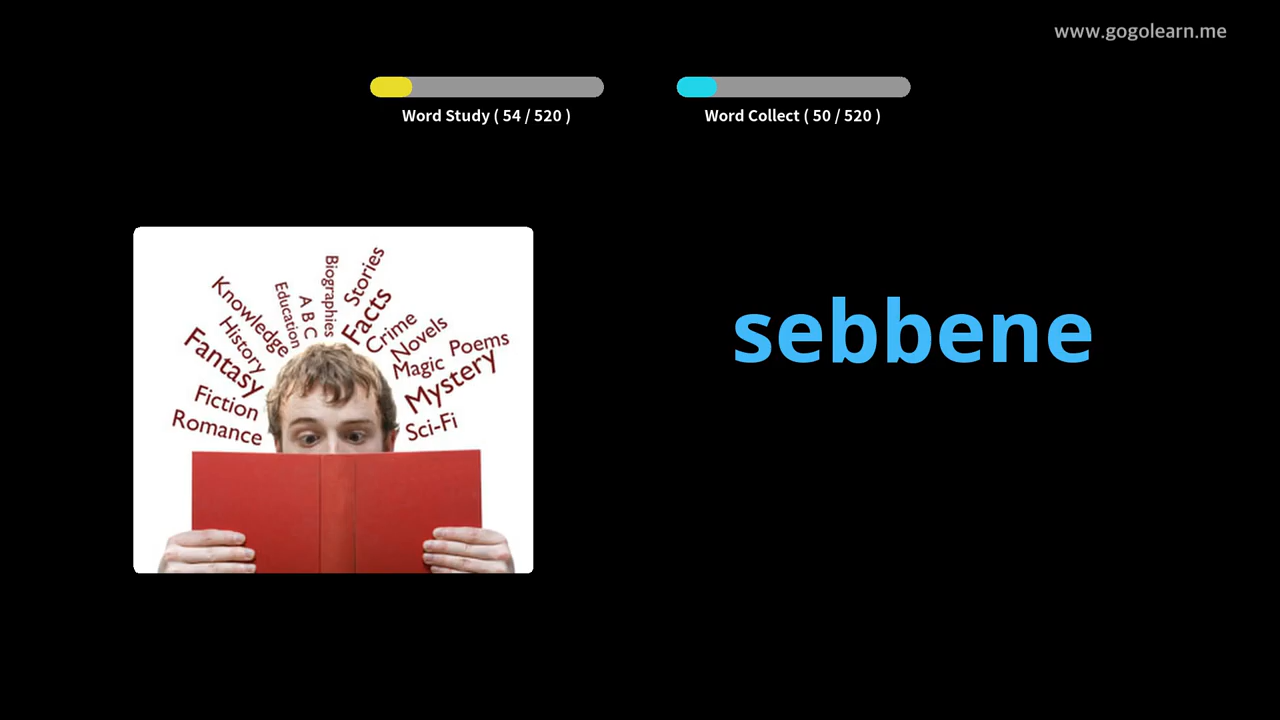 www.gogolearn.me
Word Study ( 54 / 520 )
Word Collect ( 50 / 520 )
Biographies
Stories
Education
A B C
Facts
Knowledge
Crime
History
Novels
Fantasy
Magic
Poems
Mystery
Fiction
Romance
Sci-Fi
sebbene